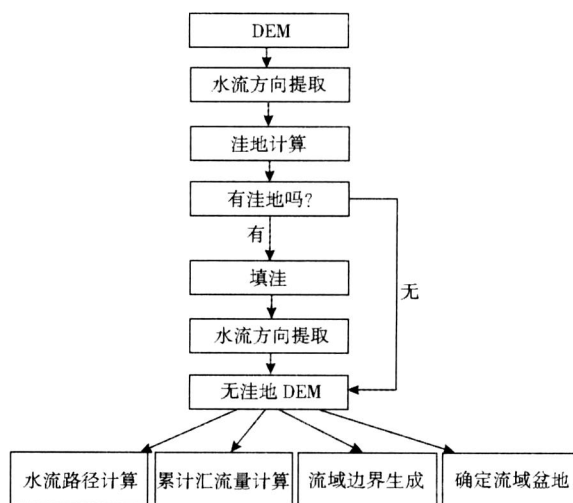 DEM
水流方向提取
洼地计算
有洼地吗?
有
无
填洼
水流方向提取
无洼地 DEM
水流路径计算
累计汇流量计算
流域边界生成
确定流域盆地